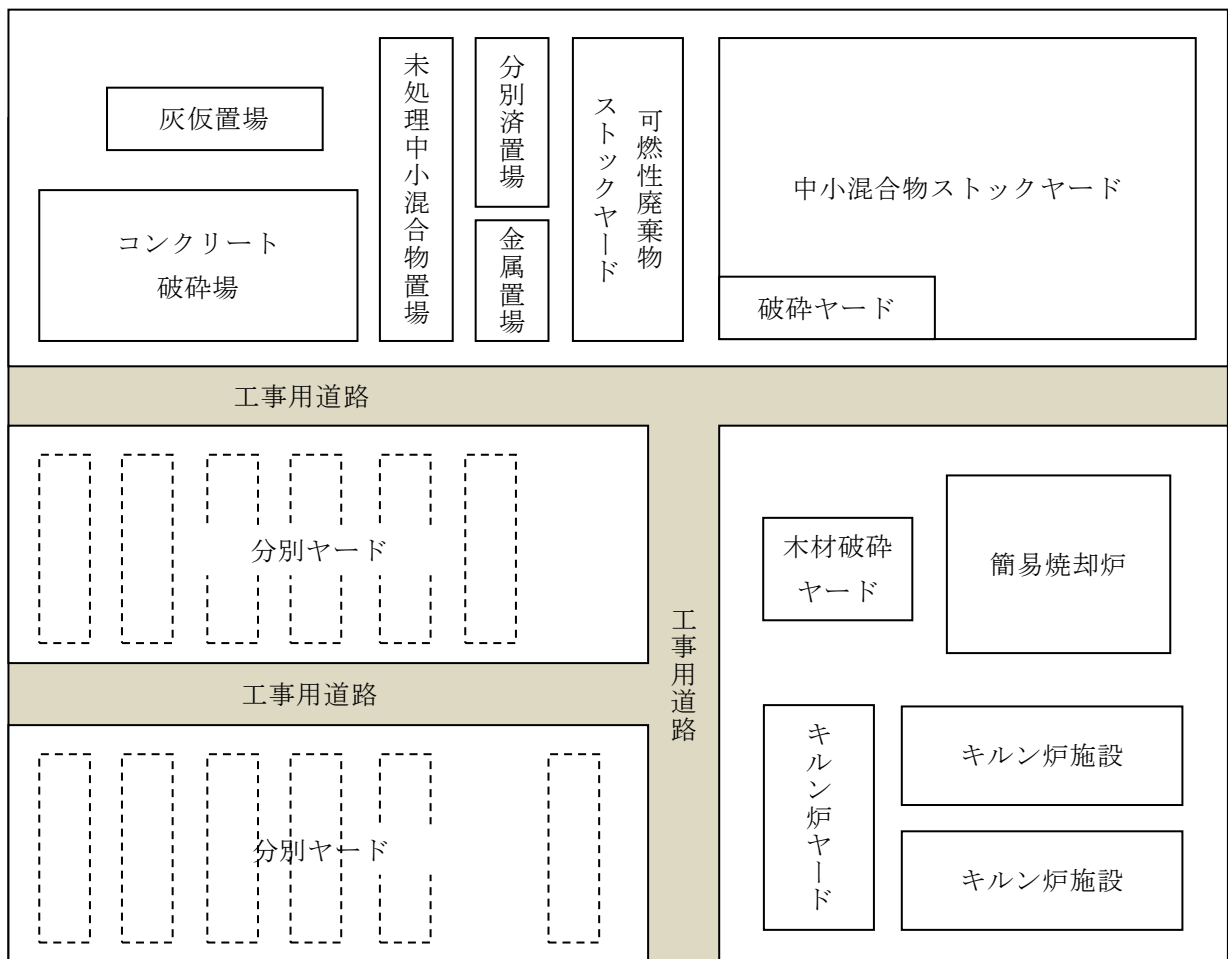 灰仮置場
コンクリート
破砕場
未処理中小混合物置場
分別済置場
金属置場
可燃性廃棄物
ストックヤード
中小混合物ストックヤード
破砕ヤード
工事用道路
分別ヤード
工事用道路
分別ヤード
工事用道路
木材破砕
ヤード
簡易焼却炉
キルン炉ヤード
キルン炉施設
キルン炉施設